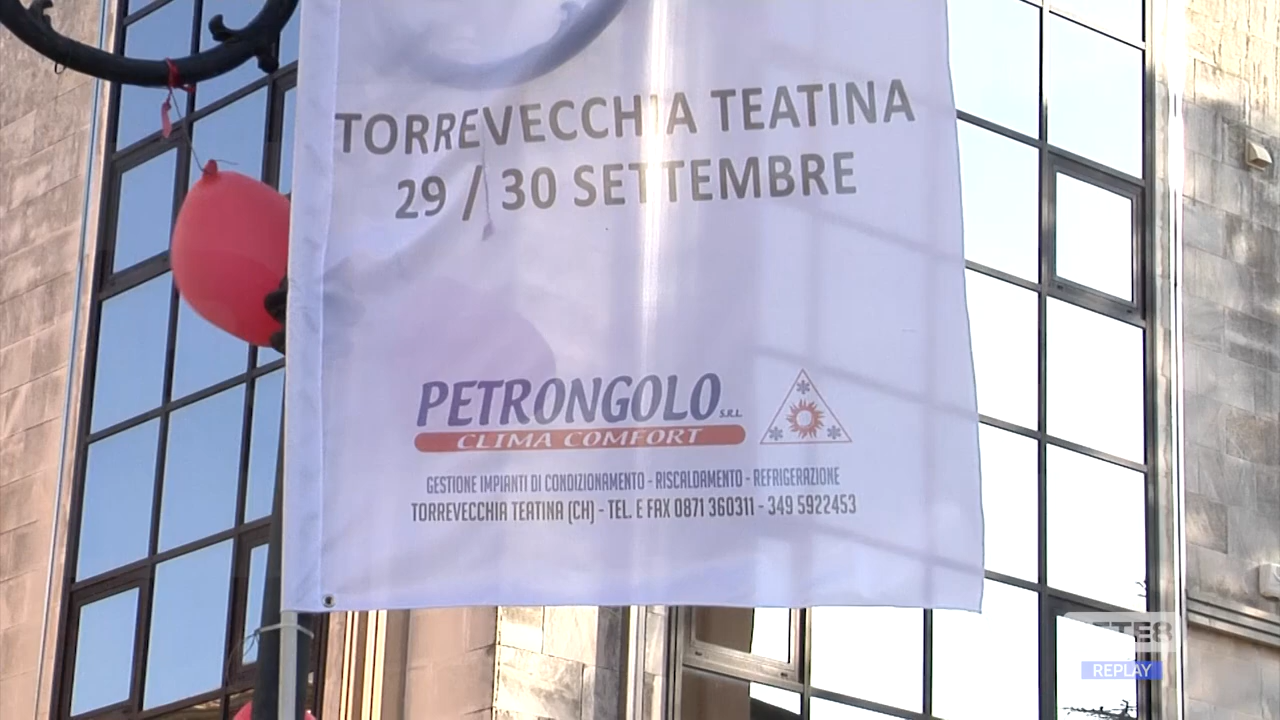 TORREVECCHIA TEATINA
29 / 30 SETTEMBRE
PETRONGOLO S.R.L.
CLIMA COMFORT
GESTIONE IMPIANTI DI CONDIZIONAMENTO - RISCALDAMENTO - REFRIGERAZIONE
TORREVECCHIA TEATINA (CH) - TEL. E FAX 0871 360311 - 349 5922453
RETE8
REPLAY